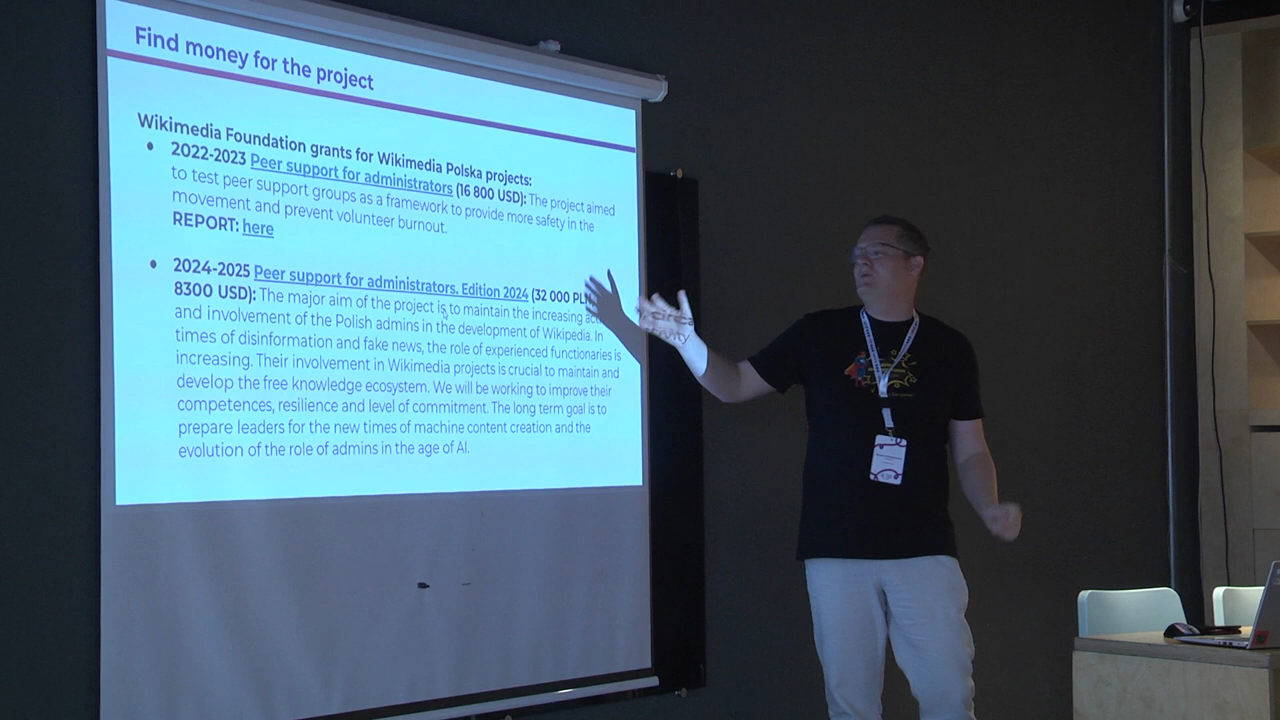 Find money for the project
Wikimedia Foundation grants for Wikimedia Polska projects:
• 2022-2023 Peer support for administrators (16 800 USD): The project aimed
to test peer support groups as a framework to provide more safety in the
movement and prevent volunteer burnout.
REPORT: here
• 2024-2025 Peer support for administrators. Edition 2024 (32 000 PLN, circa
8300 USD): The major aim of the project is to maintain the increasing activity
and involvement of the Polish admins in the development of Wikipedia. In
times of disinformation and fake news, the role of experienced functionaries is
increasing. Their involvement in Wikimedia projects is crucial to maintain and
develop the free knowledge ecosystem. We will be working to improve their
competences, resilience and level of commitment. The long term goal is to
prepare leaders for the new times of machine content creation and the
evolution of the role of admins in the age of AI.